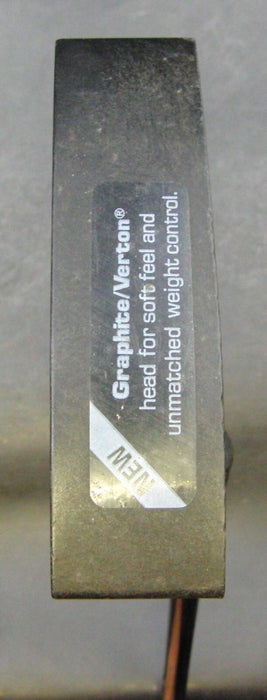 Graphite/Verton®
head for soft feel and
unmatched weight control.
NEW